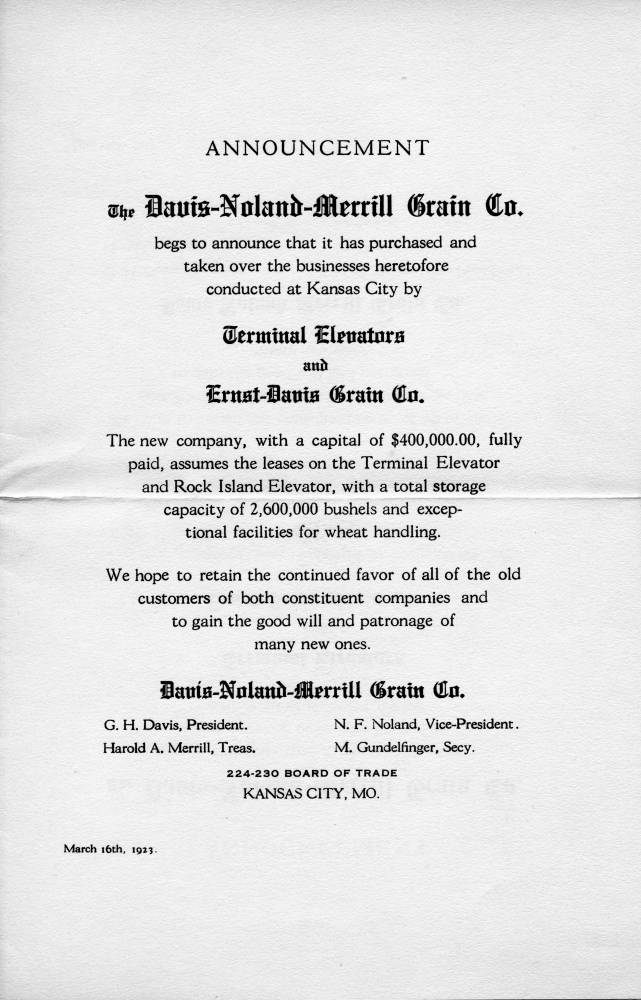 ANNOUNCEMENT
The Davis-Noland-Merrill Grain Co.
begs to announce that it has purchased and
taken over the businesses heretofore
conducted at Kansas City by
Terminal Elevators
and
Ernst-Davis Grain Co.
The new company, with a capital of $400,000.00, fully
paid, assumes the leases on the Terminal Elevator
and Rock Island Elevator, with a total storage
capacity of 2,600,000 bushels and excep-
tional facilities for wheat handling.
We hope to retain the continued favor of all of the old
customers of both constituent companies and
to gain the good will and patronage of
many new ones.
Davis-Noland-Merrill Grain Co.
G. H. Davis, President. N. F. Noland, Vice-President.
Harold A. Merrill, Treas. M. Gundelfinger, Secy.
224-230 BOARD OF TRADE
KANSAS CITY, MO.
March 16th, 1923.